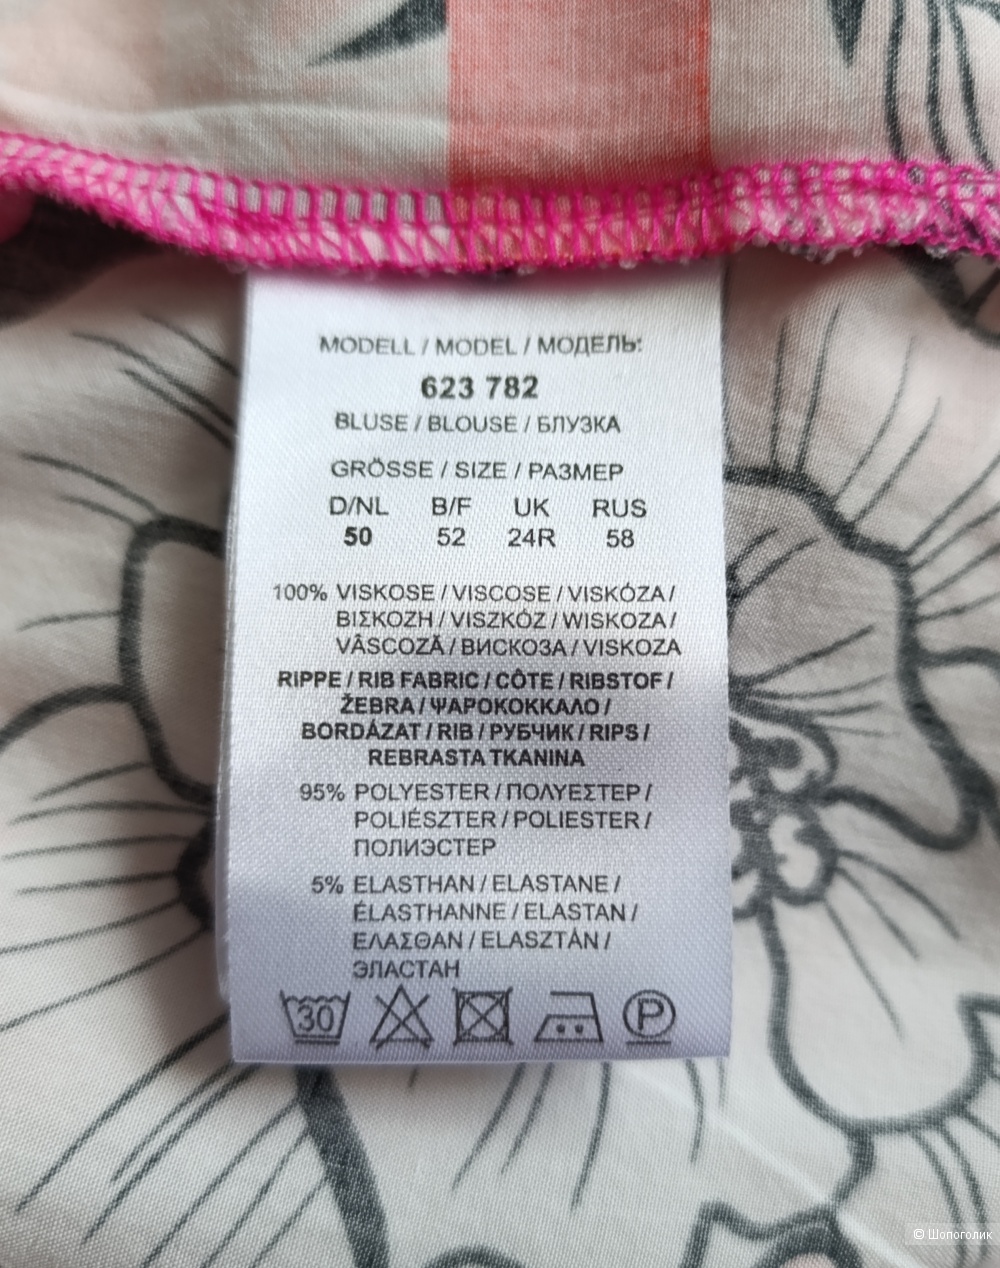 MODELL / MODEL / МОДЕЛЬ:
623 782
BLUSE / BLOUSE / БЛУЗКА
GRÖSSE / SIZE / РАЗМЕР
D/NL B/F UK RUS
50 52 24R 58
100% VISKOSE / VISCOSE / VISKÓZA /
ΒΙΣΚΟΖΗ / VISZKÓZ / WISKOZA /
VÂSCOZĂ / ВИСКОЗА / VISKOZA
RIPPE / RIB FABRIC / CÔTE / RIBSTOF /
ŽEBRA / ΨΑΡΟΚΟΚΚΑΛΟ /
BORDÁZAT / RIB / РУБЧИК / RIPS /
REBRASTA TKANINA
95% POLYESTER / ΠΟΛΥΕΣΤΕΡ /
POLIÉSZTER / POLIESTER /
ПОЛИЭСТЕР
5% ELASTHAN / ELASTANE /
ÉLASTHANNE / ELASTAN /
ΕΛΑΣΘΑΝ / ELASZTÁN /
ЭЛАСТАН
30 P
© Шопоголик